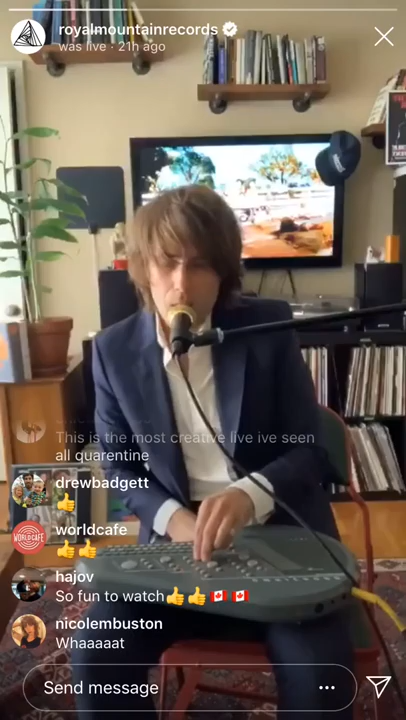 royalmountainrecords
was live · 21h ago
This is the most creative live ive seen
all quarentine
drewbadgett
👍
WORLDCAFE
worldcafe
👍👍
hajov
So fun to watch👍👍🇨🇦🇨🇦
nicolembuston
Whaaaaat
Send message